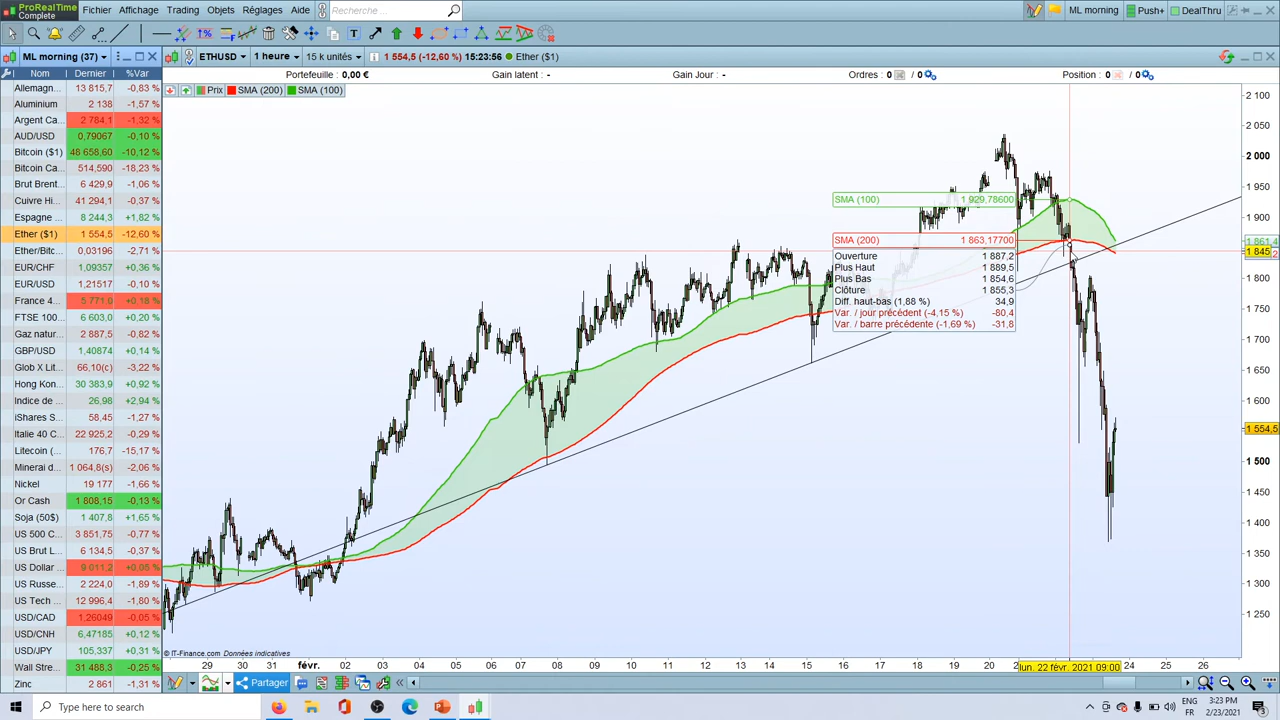 ProRealTime
Complete
Fichier Affichage Trading Objets Réglages Aide Recherche ...
ML morning Push+ DealThru
ML morning (37) ETHUSD 1 heure 15 k unités 1 554,5 (-12,60 %) 15:23:56 Ether ($1)
Portefeuille : 0,00 € Gain latent : - Gain Jour : - Ordres : 0 / 0 Position : 0 / 0
Nom Dernier %Var
Prix SMA (200) SMA (100)
Allemagn... 13 815,7 -0,83 %
Aluminium 2 138 -1,57 %
Argent Ca... 2 784,1 -1,32 %
AUD/USD 0,79067 -0,10 %
Bitcoin ($1) 48 658,60 -10,12 %
Bitcoin Ca... 514,590 -18,23 %
Brut Brent... 6 429,9 -1,06 %
Cuivre Hi... 41 294,1 -0,37 %
Espagne ... 8 244,3 +1,82 %
Ether ($1) 1 554,5 -12,60 %
Ether/Bitc... 0,03196 -2,71 %
EUR/CHF 1,09357 +0,36 %
EUR/USD 1,21517 -0,10 %
France 4... 5 771,0 +0,18 %
FTSE 100... 6 603,0 +0,20 %
Gaz natur... 2 887,5 -0,82 %
GBP/USD 1,40874 +0,14 %
Glob X Lit... 66,10(c) -3,22 %
Hong Kon... 30 383,9 +0,92 %
Indice de ... 26,98 +2,94 %
iShares S... 58,45 -1,27 %
Italie 40 C... 22 925,2 -0,29 %
Litecoin (... 176,7 -15,17 %
Minerai d... 1 064,8(s) -2,06 %
Nickel 19 177 -1,66 %
Or Cash 1 808,15 -0,13 %
Soja (50$) 1 407,8 +1,65 %
US 500 C... 3 851,75 -0,77 %
US Brut L... 6 134,5 -0,37 %
US Dollar ... 9 011,2 +0,05 %
US Russe... 2 224,0 -1,89 %
US Tech ... 12 996,4 -1,80 %
USD/CAD 1,26049 -0,05 %
USD/CNH 6,47185 +0,12 %
USD/JPY 105,337 +0,31 %
Wall Stre... 31 488,3 -0,25 %
Zinc 2 861 -1,31 %
SMA (100) 1 929,78600
SMA (200) 1 863,17700
Ouverture 1 887,2
Plus Haut 1 889,5
Plus Bas 1 854,6
Clôture 1 855,3
Diff. haut-bas (1,88 %) 34,9
Var. / jour précédent (-4,15 %) -80,4
Var. / barre précédente (-1,69 %) -31,8
2 100
2 050
2 000
1 950
1 900
1 861,4
1 845
1 800
1 750
1 700
1 650
1 600
1 554,5
1 500
1 450
1 400
1 350
1 300
1 250
© IT-Finance.com Données indicatives
29 30 31 févr. 02 03 04 05 06 07 08 09 10 11 12 13 14 15 16 17 18 19 20 lun. 22 févr. 2021 09:00 24 25 26
Partager
Type here to search
ENG 3:23 PM
FR 2/23/2021